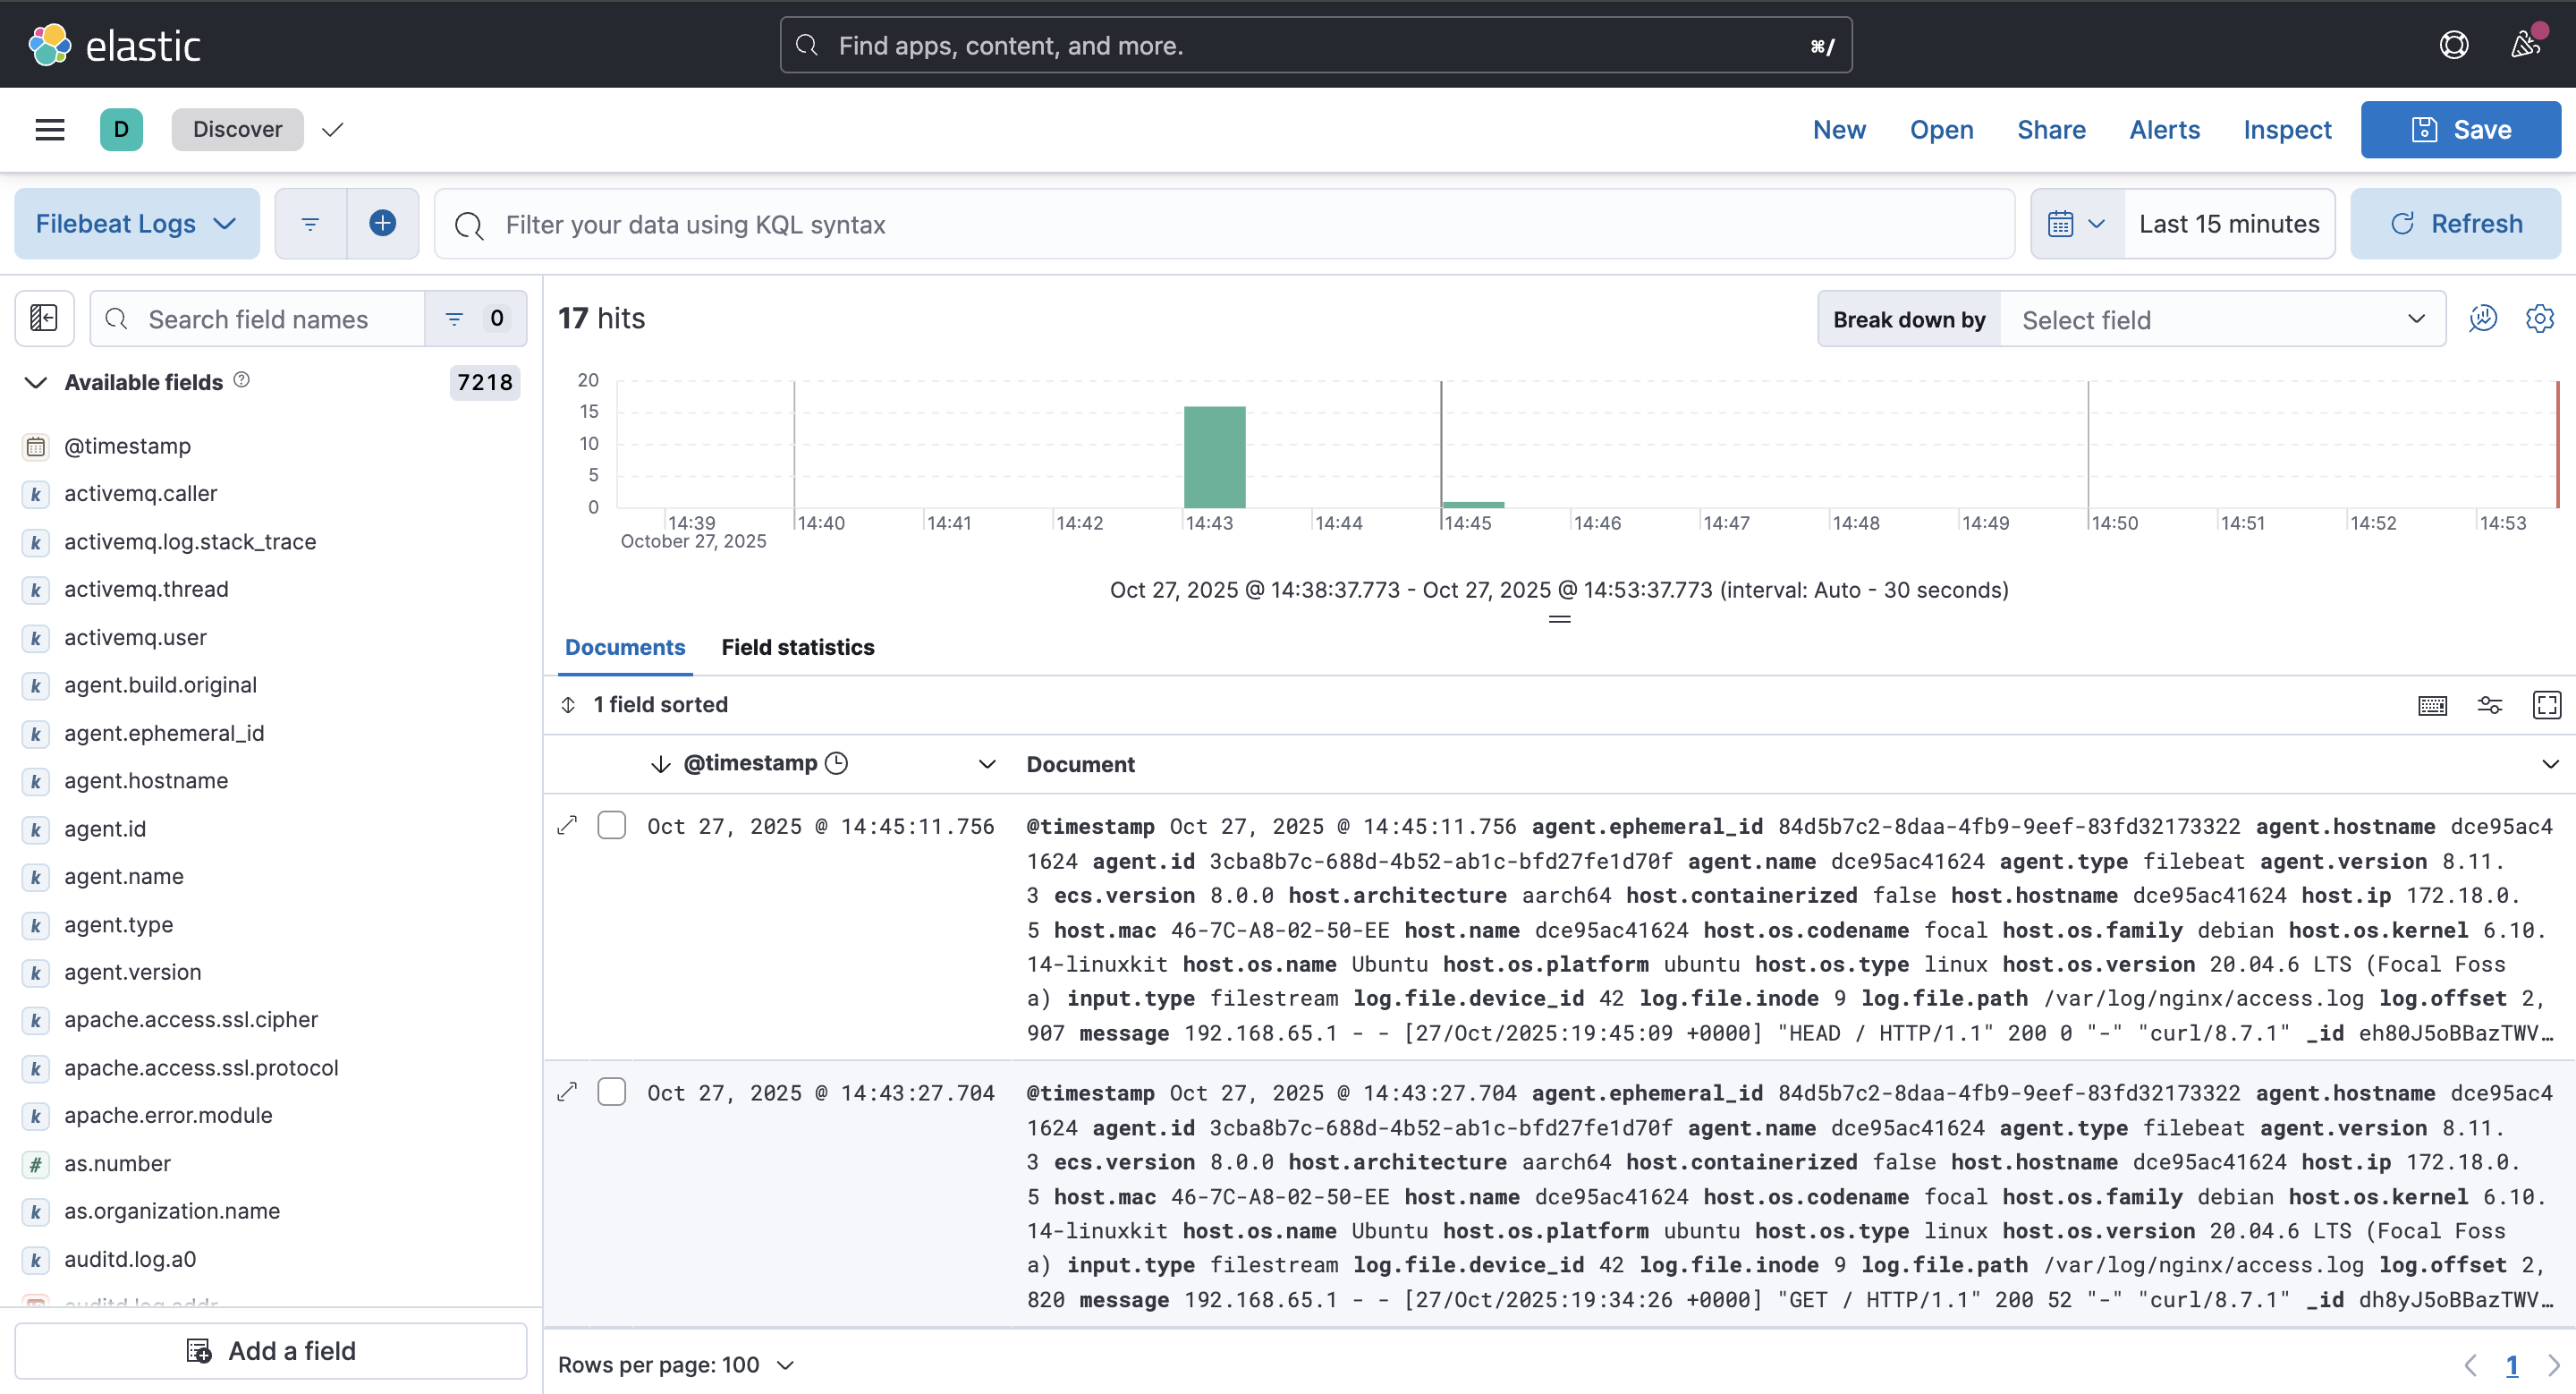 elastic
Find apps, content, and more.
⌘/
D
Discover
New
Open
Share
Alerts
Inspect
Save
Filebeat Logs
Filter your data using KQL syntax
Last 15 minutes
Refresh
Search field names
0
Available fields
7218
@timestamp
k activemq.caller
k activemq.log.stack_trace
k activemq.thread
k activemq.user
k agent.build.original
k agent.ephemeral_id
k agent.hostname
k agent.id
k agent.name
k agent.type
k agent.version
k apache.access.ssl.cipher
k apache.access.ssl.protocol
k apache.error.module
# as.number
k as.organization.name
k auditd.log.a0
auditd.log.addr
Add a field
17 hits
Break down by
Select field
20
15
10
5
0
14:39
14:40
14:41
14:42
14:43
14:44
14:45
14:46
14:47
14:48
14:49
14:50
14:51
14:52
14:53
October 27, 2025
Oct 27, 2025 @ 14:38:37.773 - Oct 27, 2025 @ 14:53:37.773 (interval: Auto - 30 seconds)
Documents
Field statistics
1 field sorted
@timestamp
Document
Oct 27, 2025 @ 14:45:11.756
@timestamp Oct 27, 2025 @ 14:45:11.756 agent.ephemeral_id 84d5b7c2-8daa-4fb9-9eef-83fd32173322 agent.hostname dce95ac4
1624 agent.id 3cba8b7c-688d-4b52-ab1c-bfd27fe1d70f agent.name dce95ac41624 agent.type filebeat agent.version 8.11.
3 ecs.version 8.0.0 host.architecture aarch64 host.containerized false host.hostname dce95ac41624 host.ip 172.18.0.
5 host.mac 46-7C-A8-02-50-EE host.name dce95ac41624 host.os.codename focal host.os.family debian host.os.kernel 6.10.
14-linuxkit host.os.name Ubuntu host.os.platform ubuntu host.os.type linux host.os.version 20.04.6 LTS (Focal Foss
a) input.type filestream log.file.device_id 42 log.file.inode 9 log.file.path /var/log/nginx/access.log log.offset 2,
907 message 192.168.65.1 - - [27/Oct/2025:19:45:09 +0000] "HEAD / HTTP/1.1" 200 0 "-" "curl/8.7.1" _id eh80J5oBBazTWV…
Oct 27, 2025 @ 14:43:27.704
@timestamp Oct 27, 2025 @ 14:43:27.704 agent.ephemeral_id 84d5b7c2-8daa-4fb9-9eef-83fd32173322 agent.hostname dce95ac4
1624 agent.id 3cba8b7c-688d-4b52-ab1c-bfd27fe1d70f agent.name dce95ac41624 agent.type filebeat agent.version 8.11.
3 ecs.version 8.0.0 host.architecture aarch64 host.containerized false host.hostname dce95ac41624 host.ip 172.18.0.
5 host.mac 46-7C-A8-02-50-EE host.name dce95ac41624 host.os.codename focal host.os.family debian host.os.kernel 6.10.
14-linuxkit host.os.name Ubuntu host.os.platform ubuntu host.os.type linux host.os.version 20.04.6 LTS (Focal Foss
a) input.type filestream log.file.device_id 42 log.file.inode 9 log.file.path /var/log/nginx/access.log log.offset 2,
820 message 192.168.65.1 - - [27/Oct/2025:19:34:26 +0000] "GET / HTTP/1.1" 200 52 "-" "curl/8.7.1" _id dh8yJ5oBBazTWV…
Rows per page: 100
1